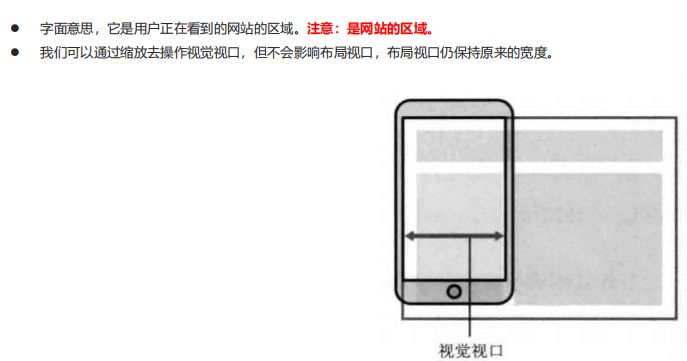 ● 字面意思，它是用户正在看到的网站的区域。注意：是网站的区域。
● 我们可以通过缩放去操作视觉视口，但不会影响布局视口，布局视口仍保持原来的宽度。
视觉视口